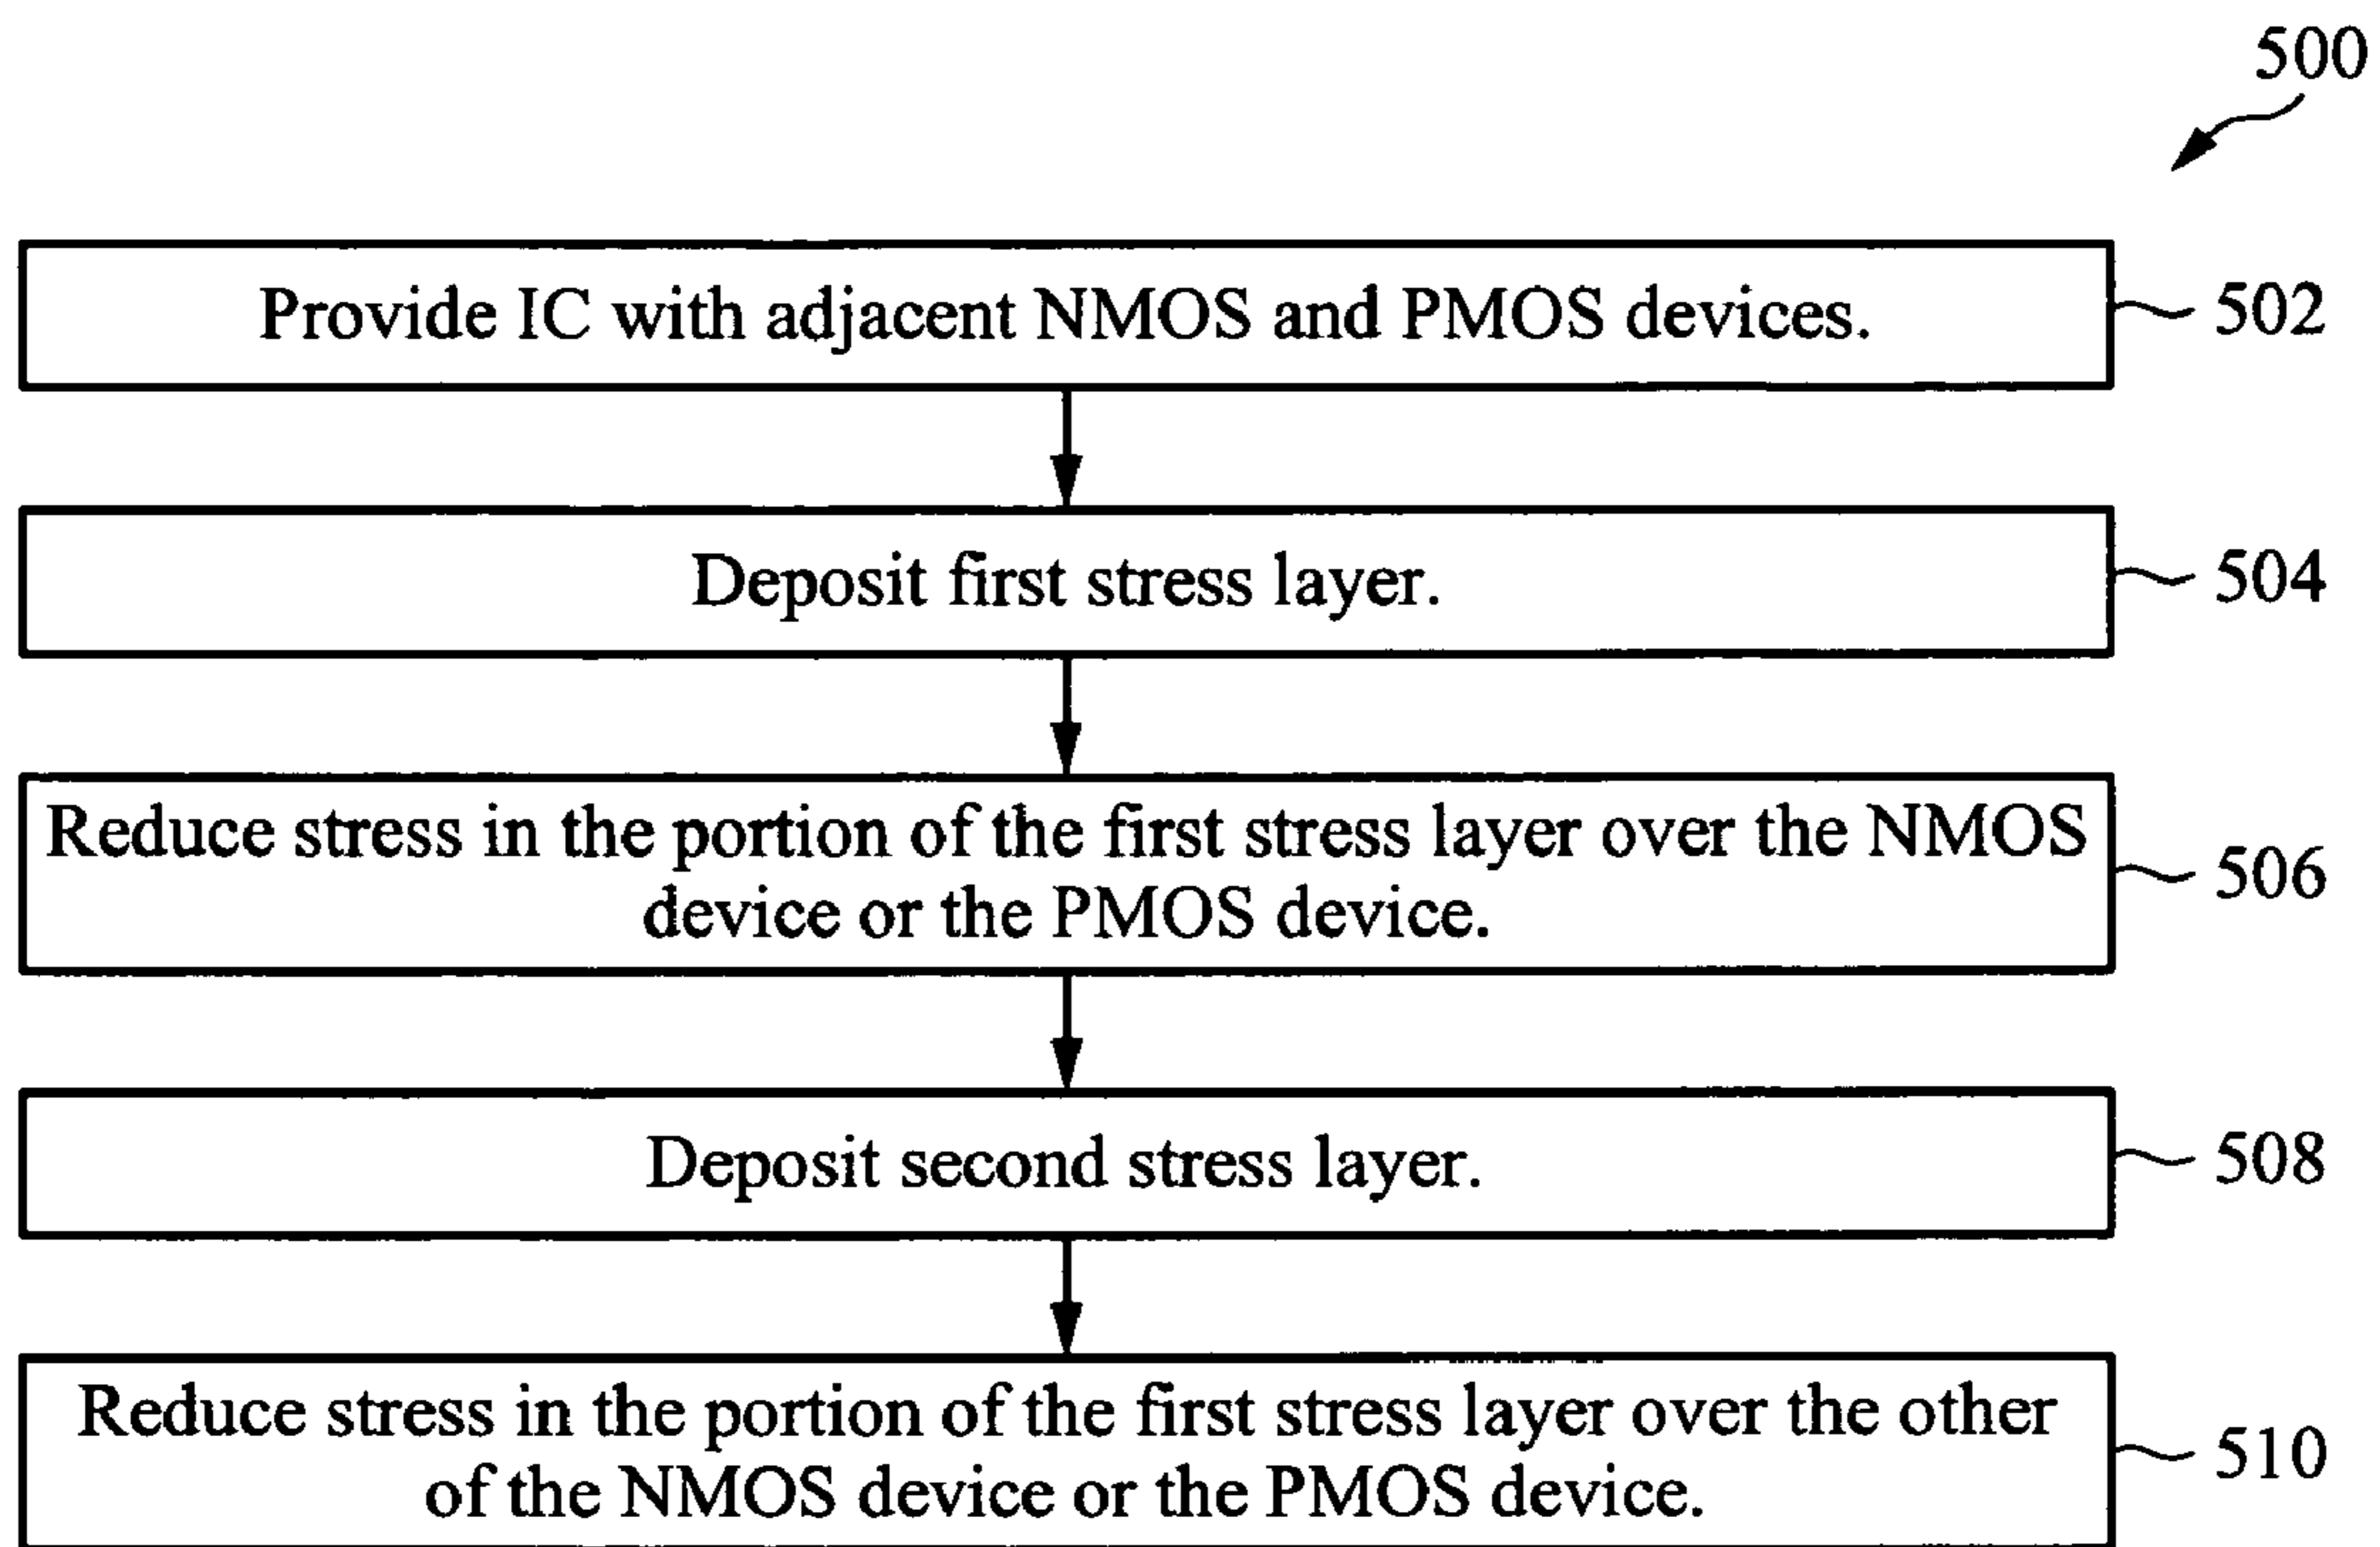 500
Provide IC with adjacent NMOS and PMOS devices.
502
Deposit first stress layer.
504
Reduce stress in the portion of the first stress layer over the NMOS
device or the PMOS device.
506
Deposit second stress layer.
508
Reduce stress in the portion of the first stress layer over the other
of the NMOS device or the PMOS device.
510